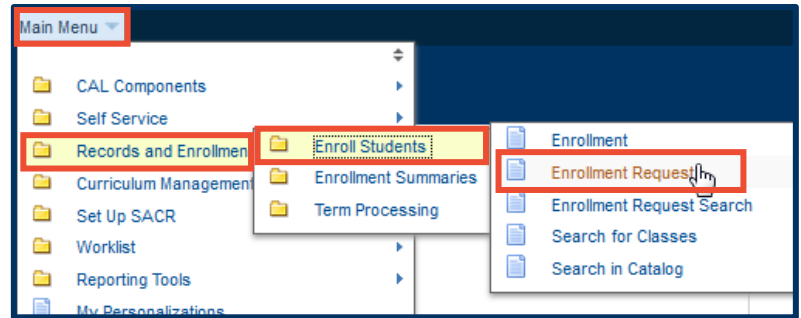 Main Menu
CAL Components
Self Service
Records and Enrollmen
Curriculum Management
Set Up SACR
Worklist
Reporting Tools
My Personalizations
Enroll Students
Enrollment Summaries
Term Processing
Enrollment
Enrollment Request
Enrollment Request Search
Search for Classes
Search in Catalog